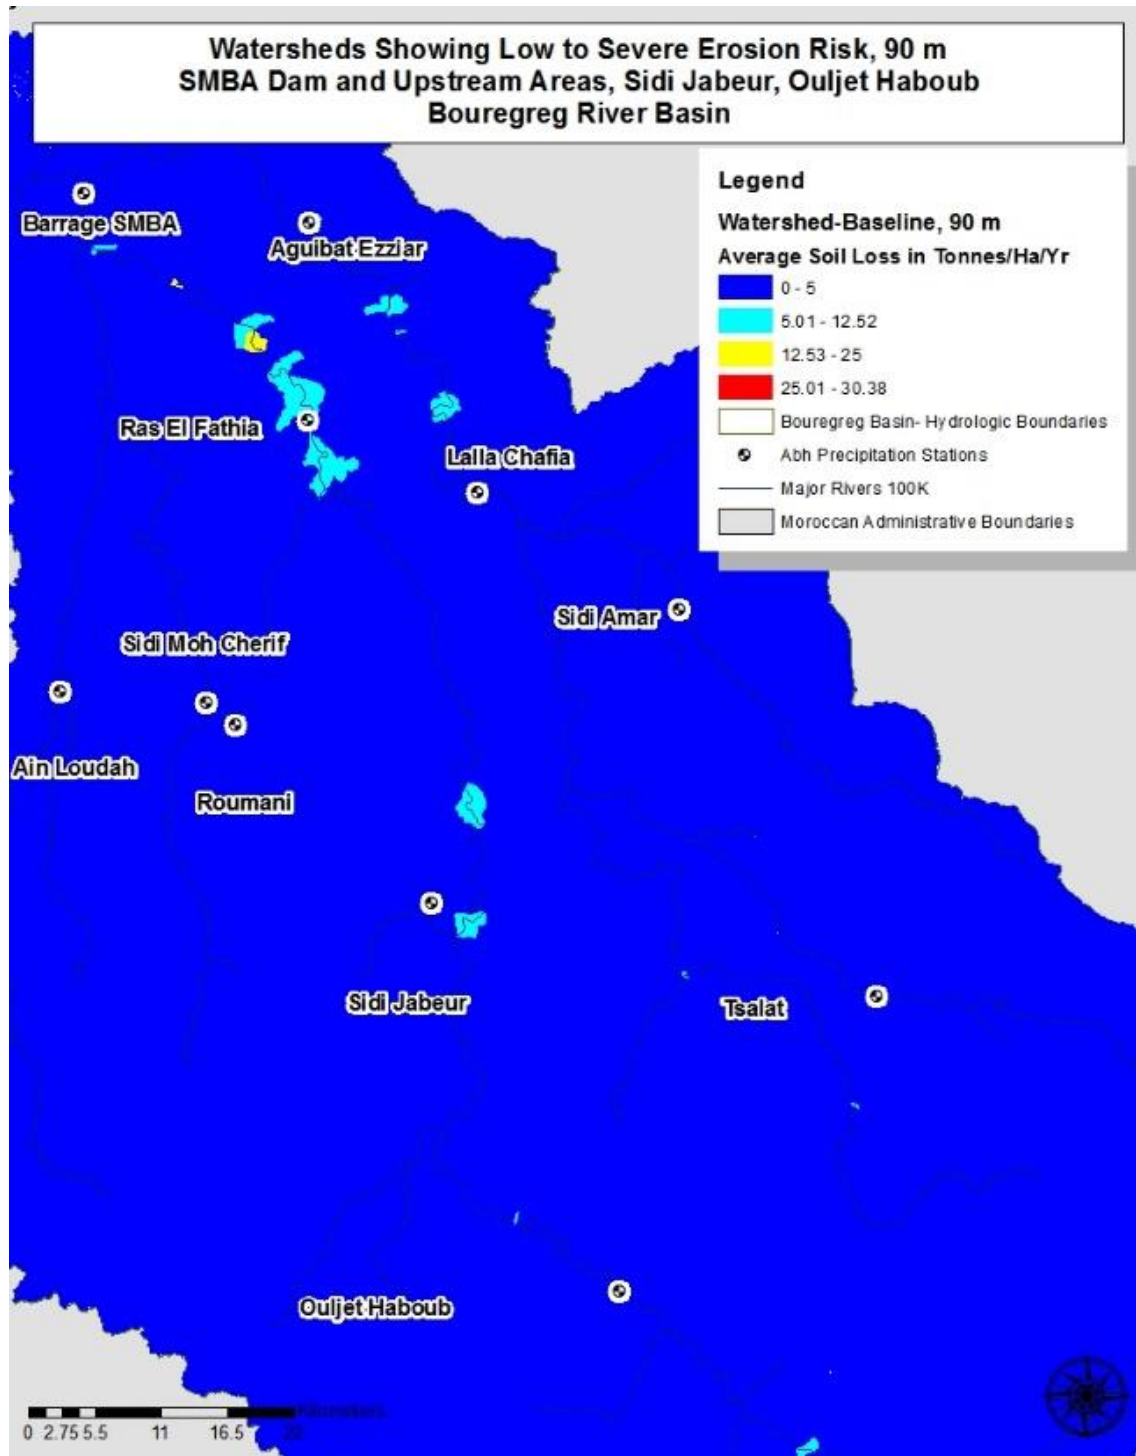 Watersheds Showing Low to Severe Erosion Risk, 90 m
SMBA Dam and Upstream Areas, Sidi Jabeur, Ouljet Haboub
Bouregreg River Basin
Legend
Watershed-Baseline, 90 m
Average Soil Loss in Tonnes/Ha/Yr
0 - 5
5.01 - 12.52
12.53 - 25
25.01 - 30.38
Bouregreg Basin- Hydrologic Boundaries
Abh Precipitation Stations
Major Rivers 100K
Moroccan Administrative Boundaries
Barrage SMBA
Aguibat Ezziar
Ras El Fathia
Lalla Chafia
Sidi Amar
Sidi Moh Cherif
Ain Loudah
Roumani
Sidi Jabeur
Tsalat
Ouljet Haboub
Kilometers
0 2.75 5.5 11 16.5 22